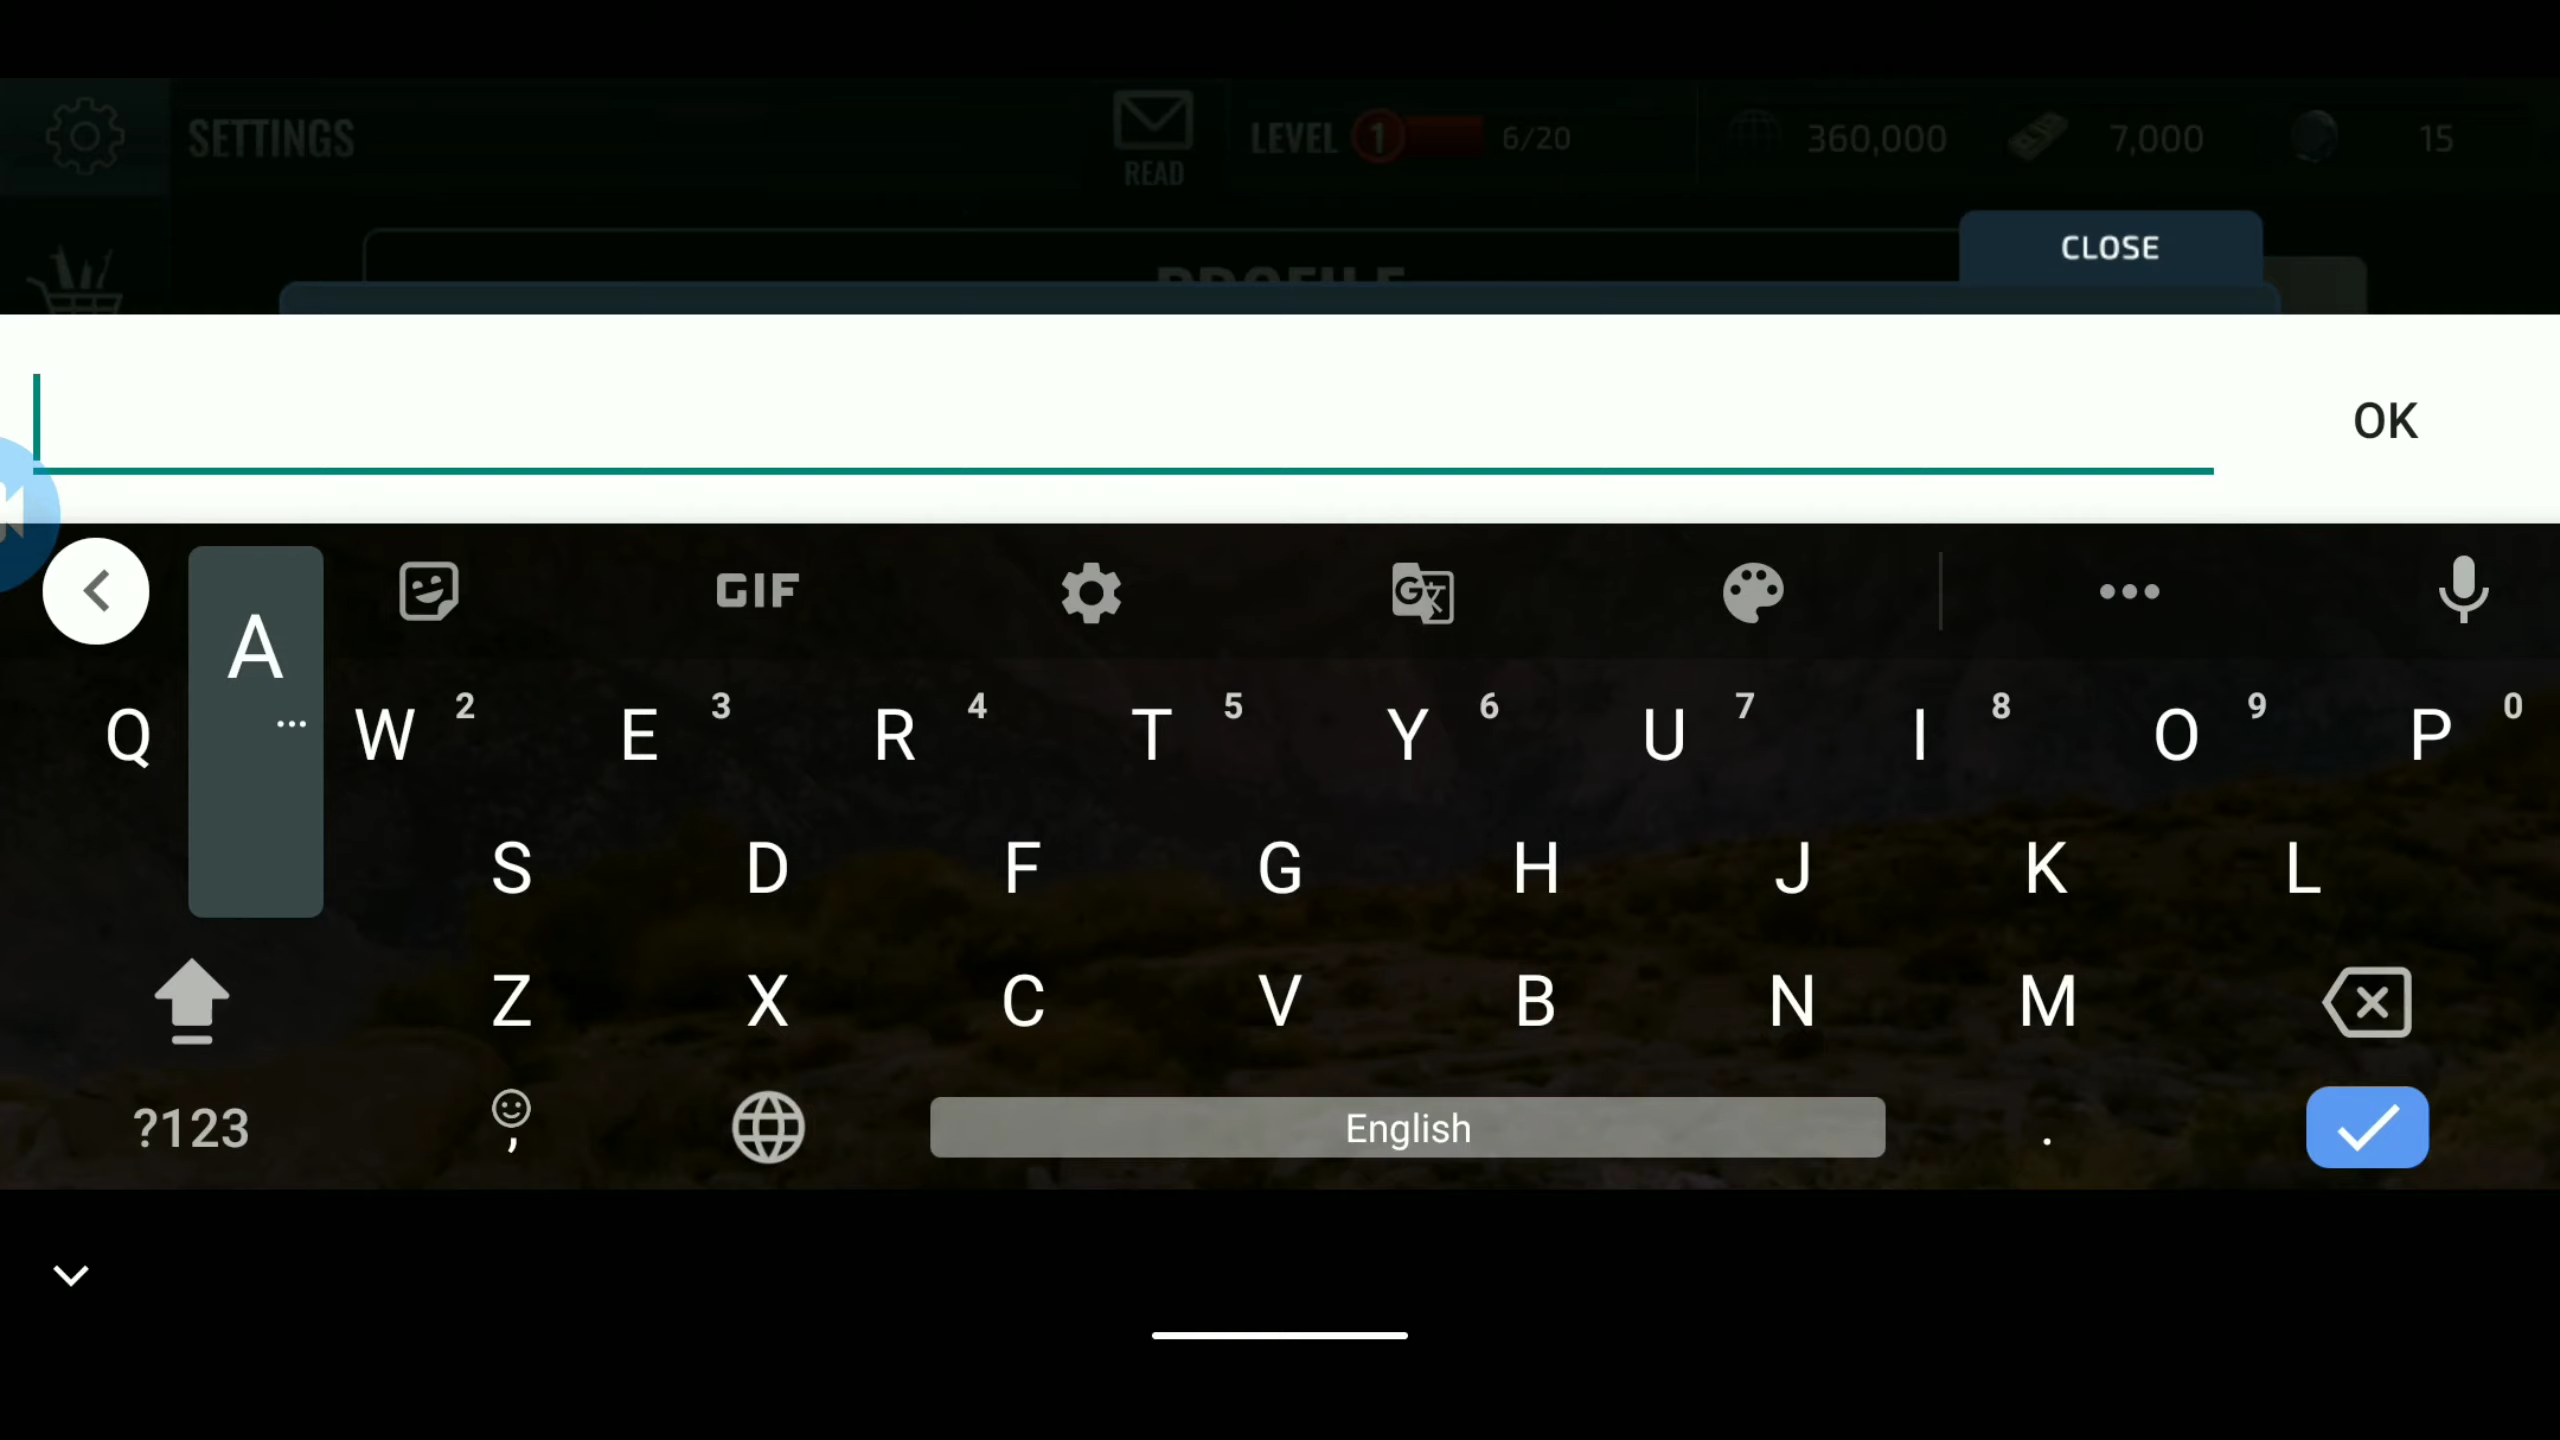 SETTINGS READ LEVEL 1 6/20 360,000 7,000 15
CLOSE
PROFILE
OK
GIF
A
Q W 2 E 3 R 4 T 5 Y 6 U 7 I 8 O 9 P 0
S D F G H J K L
Z X C V B N M
?123 , English .